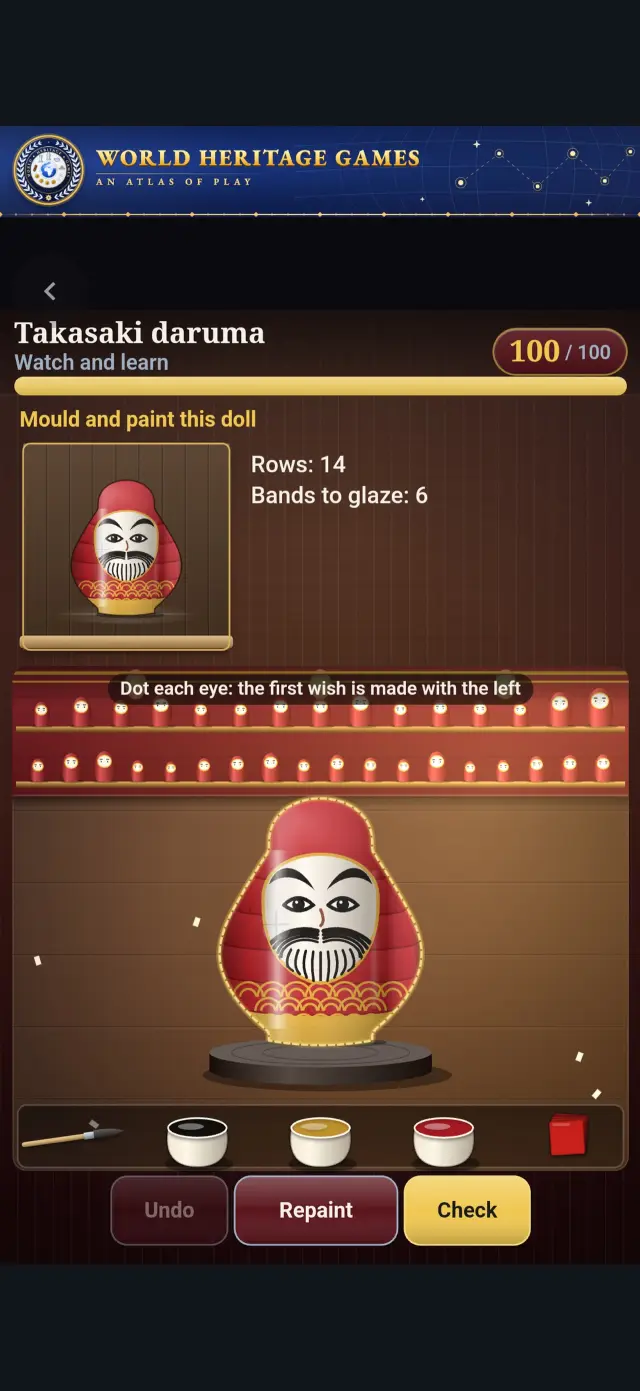 WORLD HERITAGE GAMES
AN ATLAS OF PLAY
Takasaki daruma
Watch and learn
100 / 100
Mould and paint this doll
Rows: 14
Bands to glaze: 6
Dot each eye: the first wish is made with the left
Undo
Repaint
Check